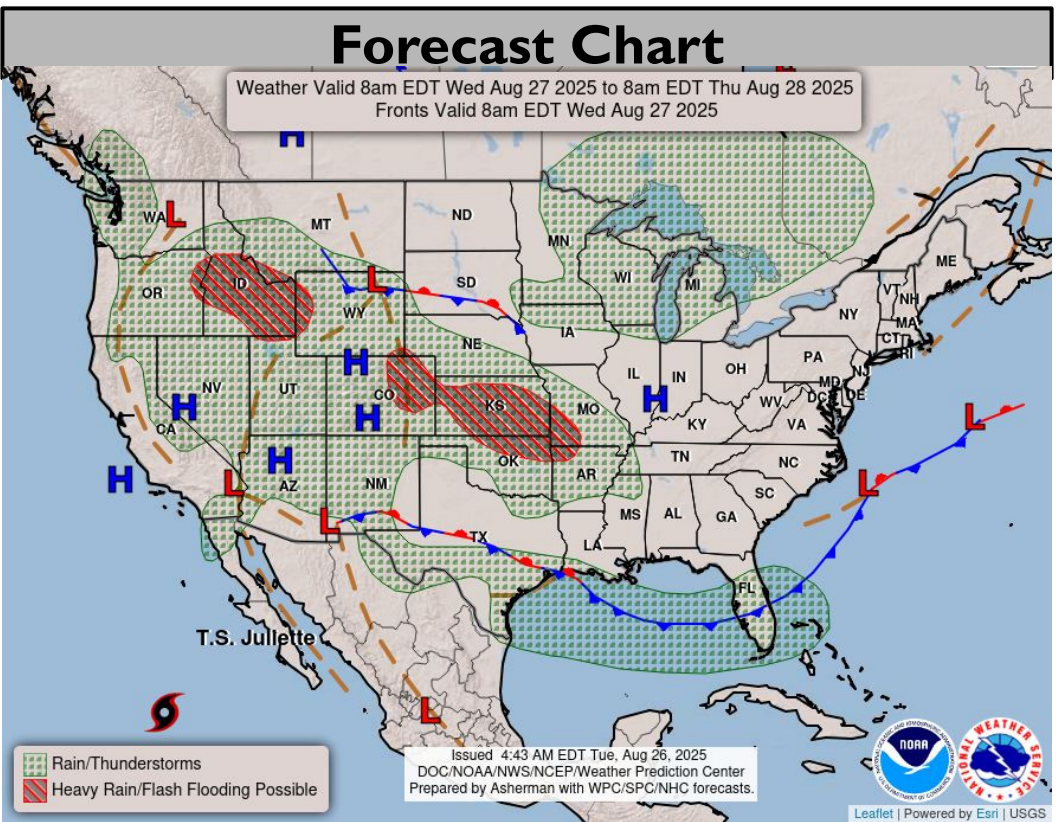 Forecast Chart
Weather Valid 8am EDT Wed Aug 27 2025 to 8am EDT Thu Aug 28 2025
Fronts Valid 8am EDT Wed Aug 27 2025
H
WA L
MT
ND
MN
ME
OR
ID
L
SD
WI
MI
VT
NH
WY
NY
MA
CT
RI
IA
NE
H
PA
NJ
UT
CO
IL
IN
OH
MD
DC
DE
NV
H
H
KS
MO
H
WV
CA
KY
VA
L
H
AZ
H
NM
OK
AR
TN
NC
L
L
SC
L
TX
MS
AL
GA
LA
FL
T.S. Juliette
L
Rain/Thunderstorms
Heavy Rain/Flash Flooding Possible
Issued 4:43 AM EDT Tue, Aug 26, 2025
DOC/NOAA/NWS/NCEP/Weather Prediction Center
Prepared by Asherman with WPC/SPC/NHC forecasts.
NOAA
NATIONAL WEATHER SERVICE
Leaflet | Powered by Esri | USGS